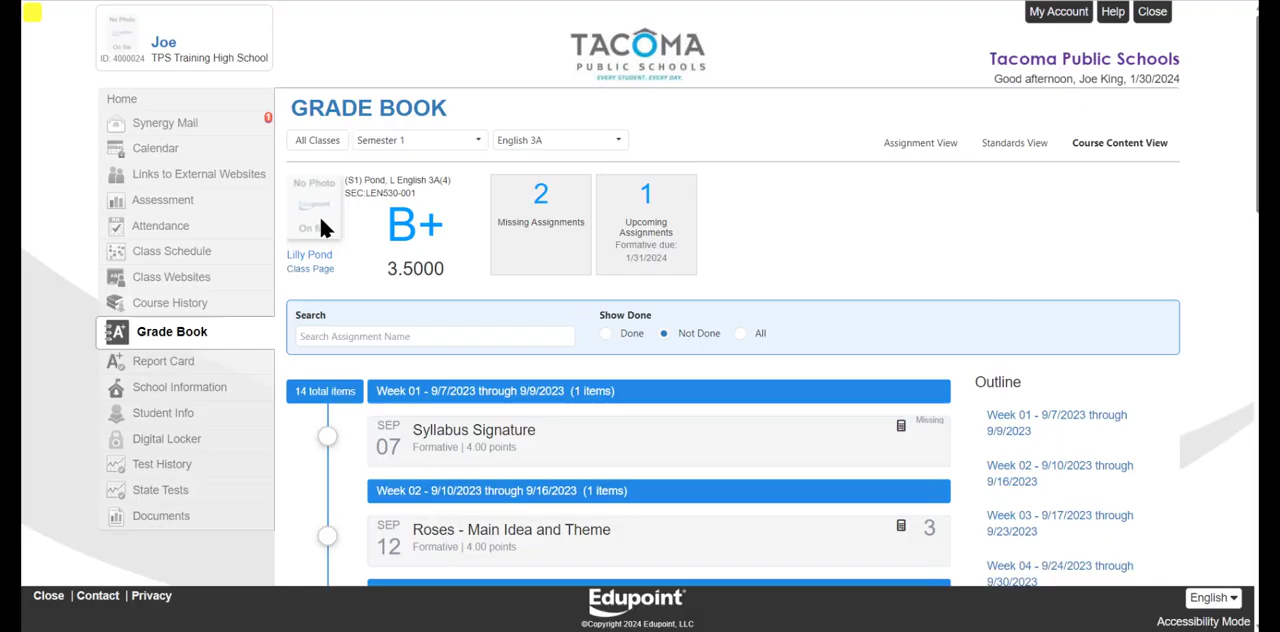 My Account Help Close
No Photo
On file
Joe
ID: 4000024 TPS Training High School
TACOMA
PUBLIC SCHOOLS
EVERY STUDENT. EVERY DAY.
Tacoma Public Schools
Good afternoon, Joe King, 1/30/2024
Home
Synergy Mail 1
Calendar
Links to External Websites
Assessment
Attendance
Class Schedule
Class Websites
Course History
Grade Book
Report Card
School Information
Student Info
Digital Locker
Test History
State Tests
Documents
GRADE BOOK
All Classes Semester 1 English 3A
Assignment View Standards View Course Content View
No Photo
Edupoint
On
Lilly Pond
Class Page
(S1) Pond, L English 3A(4)
SEC:LEN530-001
B+
3.5000
2
Missing Assignments
1
Upcoming
Assignments
Formative due:
1/31/2024
Search
Search Assignment Name
Show Done
Done Not Done All
14 total items
Week 01 - 9/7/2023 through 9/9/2023 (1 items)
SEP
07
Syllabus Signature
Formative | 4.00 points
Missing
Week 02 - 9/10/2023 through 9/16/2023 (1 items)
SEP
12
Roses - Main Idea and Theme
Formative | 4.00 points
3
Outline
Week 01 - 9/7/2023 through
9/9/2023
Week 02 - 9/10/2023 through
9/16/2023
Week 03 - 9/17/2023 through
9/23/2023
Week 04 - 9/24/2023 through
9/30/2023
Close | Contact | Privacy
Edupoint
©Copyright 2024 Edupoint, LLC
English
Accessibility Mode